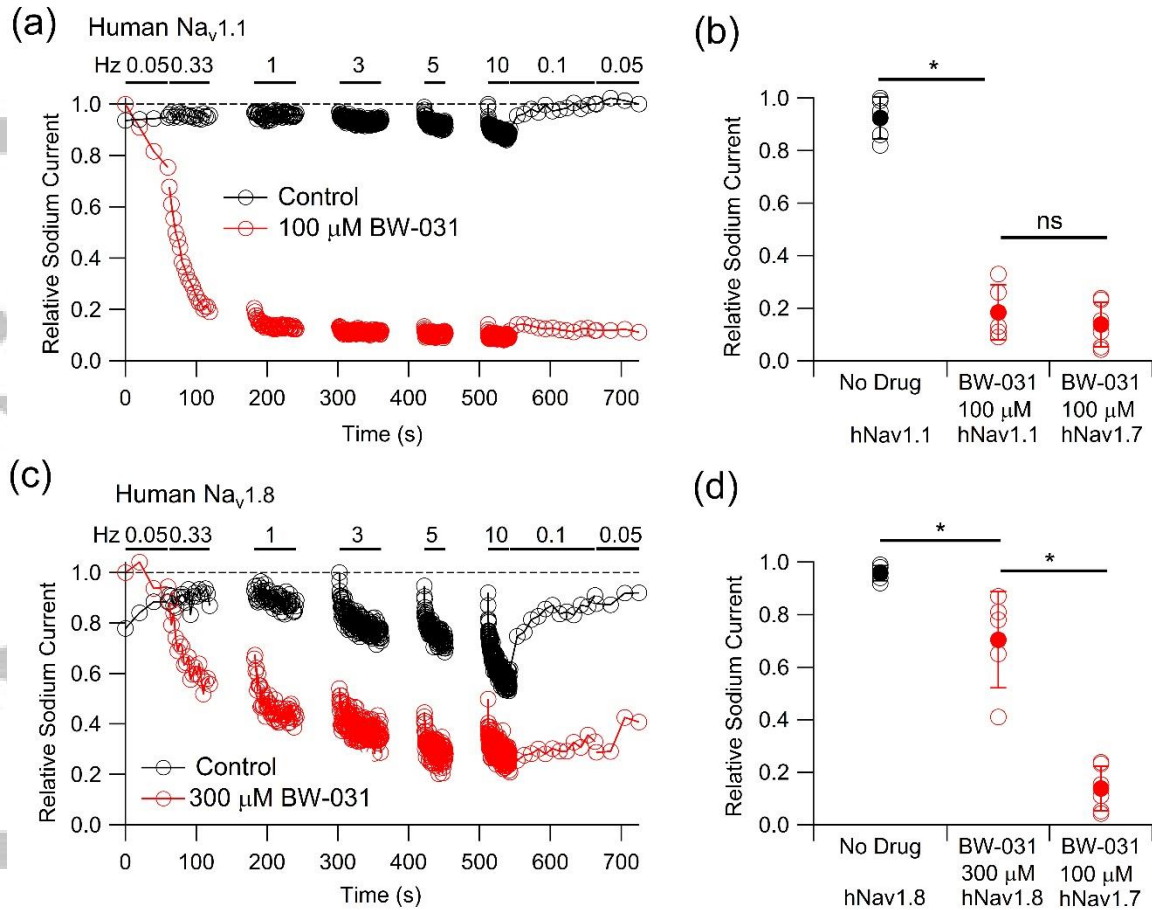 (a)
Human Nav1.1
Hz 0.05 0.33 1 3 5 10 0.1 0.05
1.0
0.8
0.6
0.4
0.2
0.0
Relative Sodium Current
Control
100 μM BW-031
0 100 200 300 400 500 600 700
Time (s)
(b)
*
ns
1.0
0.8
0.6
0.4
0.2
0.0
Relative Sodium Current
No Drug BW-031 BW-031
100 μM 100 μM
hNav1.1 hNav1.1 hNav1.7
(c)
Human Nav1.8
Hz 0.05 0.33 1 3 5 10 0.1 0.05
1.0
0.8
0.6
0.4
0.2
0.0
Relative Sodium Current
Control
300 μM BW-031
0 100 200 300 400 500 600 700
Time (s)
(d)
*
*
1.0
0.8
0.6
0.4
0.2
0.0
Relative Sodium Current
No Drug BW-031 BW-031
300 μM 100 μM
hNav1.8 hNav1.8 hNav1.7